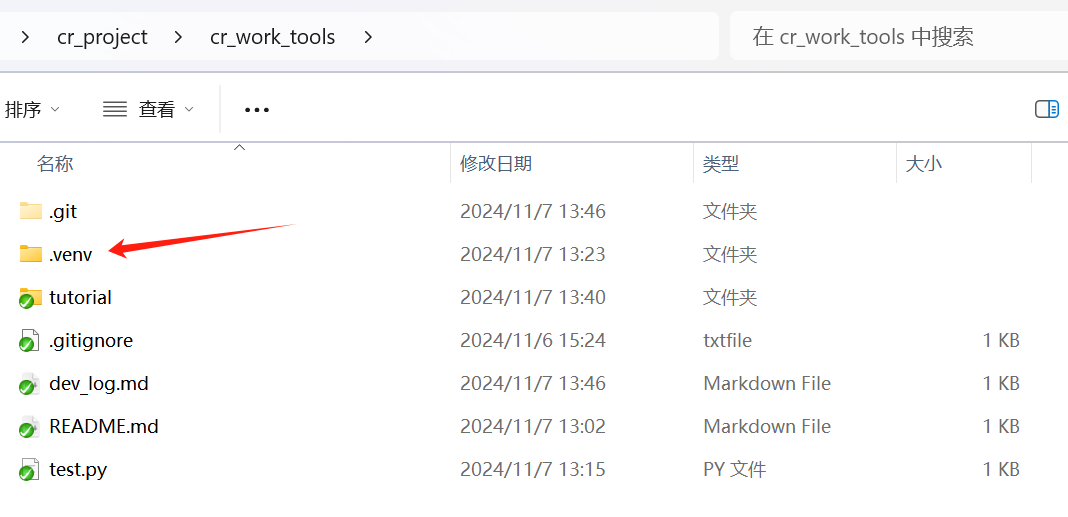 cr_project cr_work_tools 在 cr_work_tools 中搜索
排序 查看
名称 修改日期 类型 大小
.git 2024/11/7 13:46 文件夹
.venv 2024/11/7 13:23 文件夹
tutorial 2024/11/7 13:40 文件夹
.gitignore 2024/11/6 15:24 txtfile 1 KB
dev_log.md 2024/11/7 13:46 Markdown File 1 KB
README.md 2024/11/7 13:02 Markdown File 1 KB
test.py 2024/11/7 13:15 PY 文件 1 KB